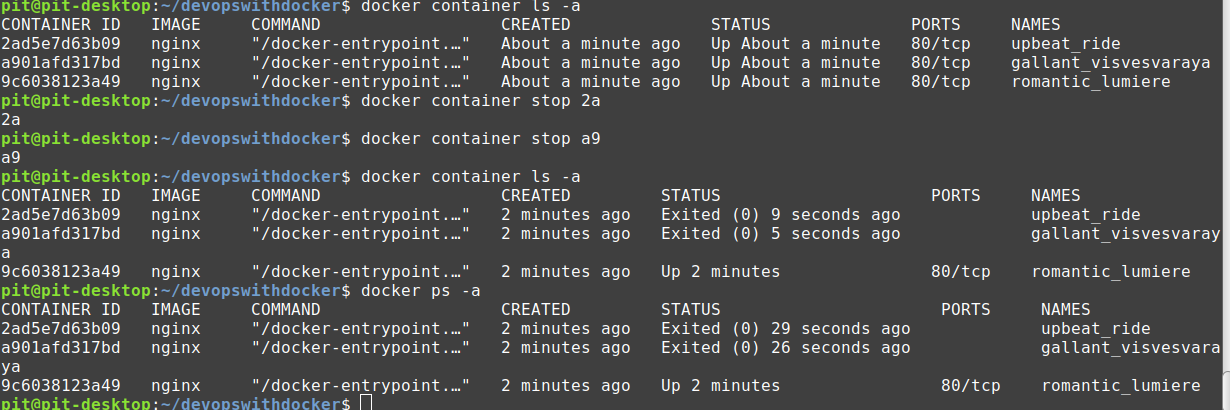 pit@pit-desktop:~/devopswithdocker$ docker container ls -a
CONTAINER ID   IMAGE     COMMAND                  CREATED              STATUS              PORTS     NAMES
2ad5e7d63b09   nginx     "/docker-entrypoint.…"   About a minute ago   Up About a minute   80/tcp    upbeat_ride
a901afd317bd   nginx     "/docker-entrypoint.…"   About a minute ago   Up About a minute   80/tcp    gallant_visvesvaraya
9c6038123a49   nginx     "/docker-entrypoint.…"   About a minute ago   Up About a minute   80/tcp    romantic_lumiere
pit@pit-desktop:~/devopswithdocker$ docker container stop 2a
2a
pit@pit-desktop:~/devopswithdocker$ docker container stop a9
a9
pit@pit-desktop:~/devopswithdocker$ docker container ls -a
CONTAINER ID   IMAGE     COMMAND                  CREATED         STATUS                     PORTS     NAMES
2ad5e7d63b09   nginx     "/docker-entrypoint.…"   2 minutes ago   Exited (0) 9 seconds ago             upbeat_ride
a901afd317bd   nginx     "/docker-entrypoint.…"   2 minutes ago   Exited (0) 5 seconds ago             gallant_visvesvaray
a
9c6038123a49   nginx     "/docker-entrypoint.…"   2 minutes ago   Up 2 minutes               80/tcp    romantic_lumiere
pit@pit-desktop:~/devopswithdocker$ docker ps -a
CONTAINER ID   IMAGE     COMMAND                  CREATED         STATUS                      PORTS     NAMES
2ad5e7d63b09   nginx     "/docker-entrypoint.…"   2 minutes ago   Exited (0) 29 seconds ago             upbeat_ride
a901afd317bd   nginx     "/docker-entrypoint.…"   2 minutes ago   Exited (0) 26 seconds ago             gallant_visvesvara
ya
9c6038123a49   nginx     "/docker-entrypoint.…"   2 minutes ago   Up 2 minutes                80/tcp    romantic_lumiere
pit@pit-desktop:~/devopswithdocker$